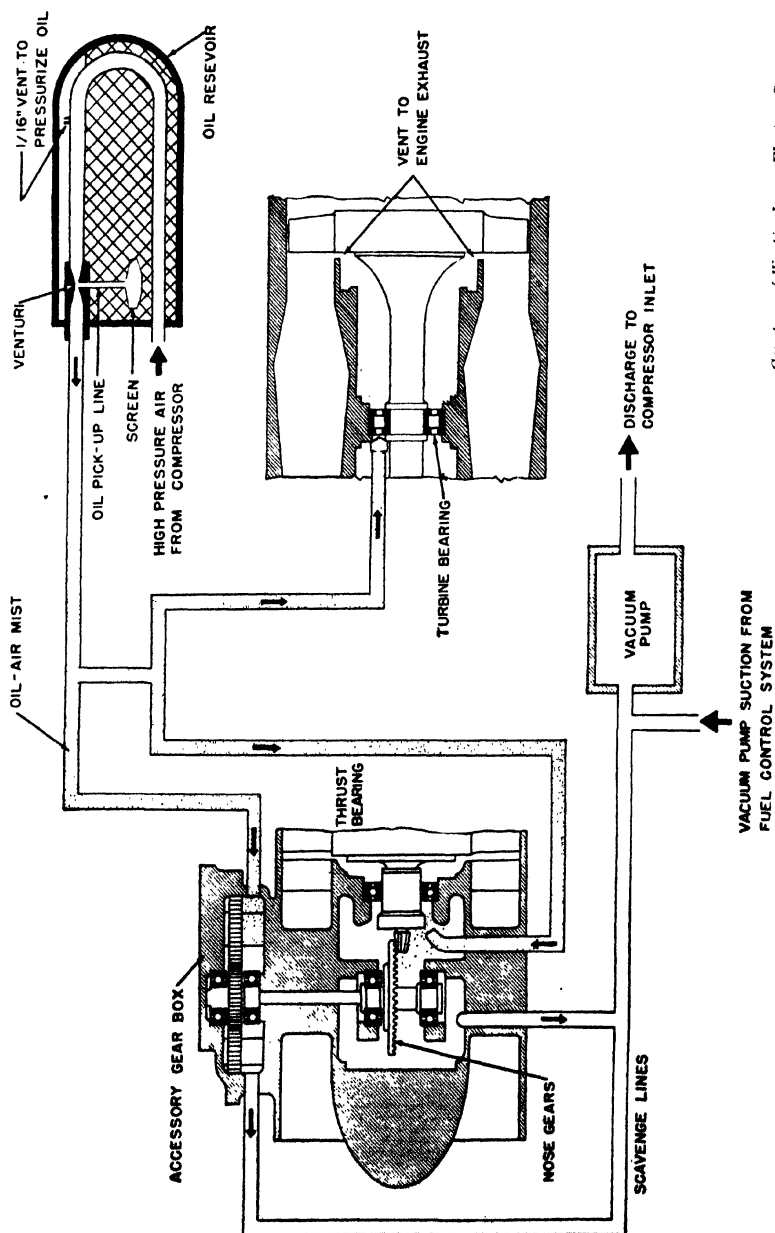 1/16" VENT TO
PRESSURIZE OIL
OIL RESEVOIR
VENTURI
OIL PICK-UP LINE
SCREEN
HIGH PRESSURE AIR
FROM COMPRESSOR
OIL-AIR MIST
VENT TO
ENGINE EXHAUST
TURBINE BEARING
DISCHARGE TO
COMPRESSOR INLET
VACUUM
PUMP
VACUUM PUMP SUCTION FROM
FUEL CONTROL SYSTEM
THRUST
BEARING
ACCESSORY GEAR BOX
NOSE GEARS
SCAVENGE LINES